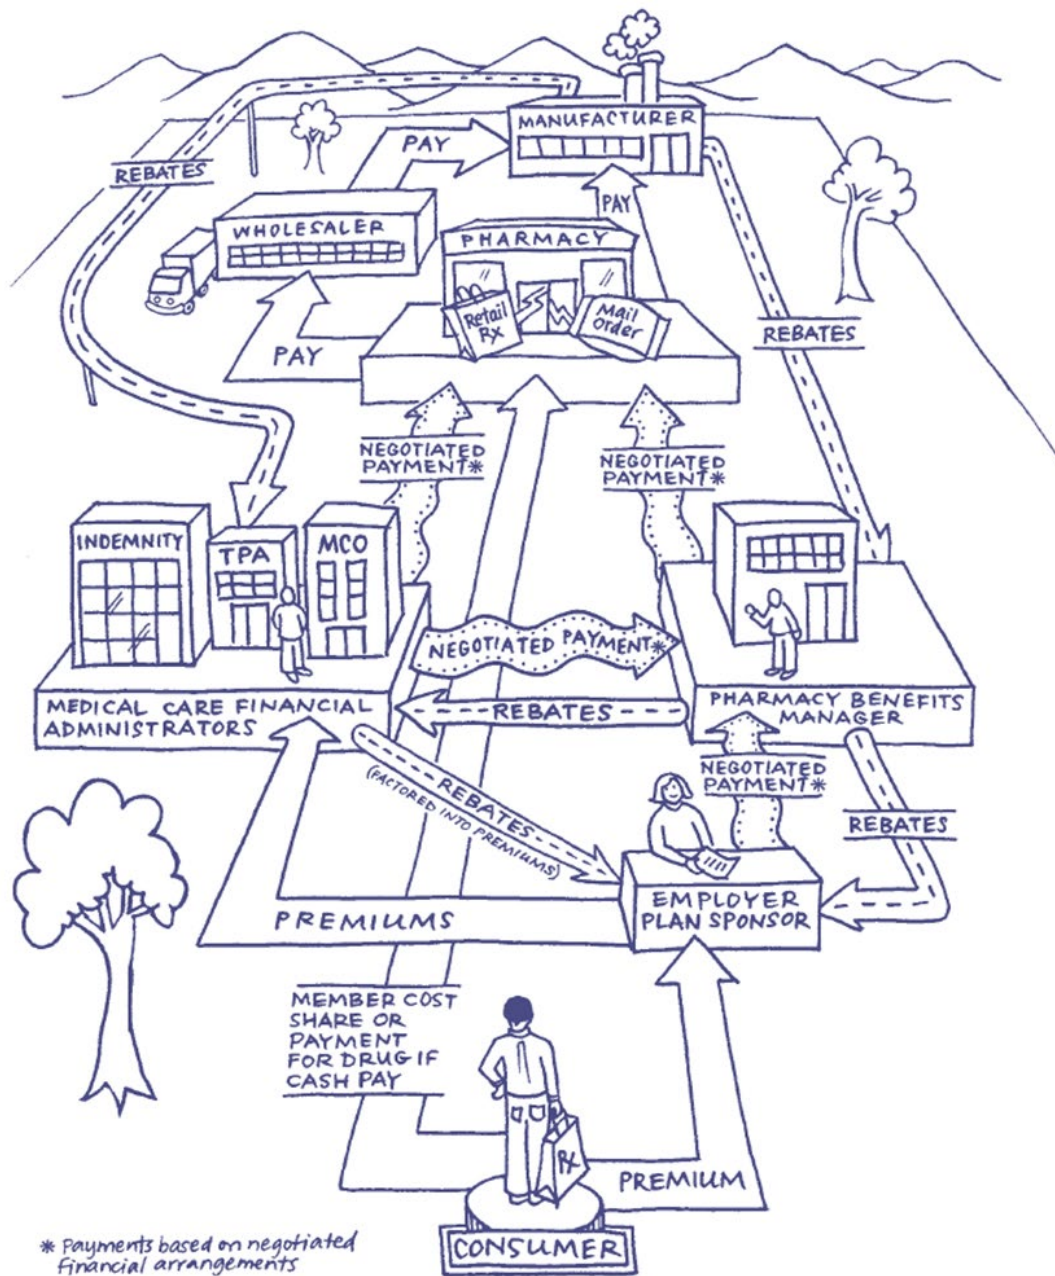 MANUFACTURER
PAY
REBATES
PAY
WHOLESALER
PHARMACY
Retail
Rx
Mail
Order
REBATES
PAY
NEGOTIATED
PAYMENT*
NEGOTIATED
PAYMENT*
INDEMNITY
TPA
MCO
NEGOTIATED PAYMENT*
MEDICAL CARE FINANCIAL
ADMINISTRATORS
REBATES
PHARMACY BENEFITS
MANAGER
REBATES
(FACTORED INTO PREMIUMS)
NEGOTIATED
PAYMENT*
REBATES
EMPLOYER
PLAN SPONSOR
PREMIUMS
MEMBER COST
SHARE OR
PAYMENT
FOR DRUG IF
CASH PAY
Rx
PREMIUM
CONSUMER
* Payments based on negotiated
financial arrangements